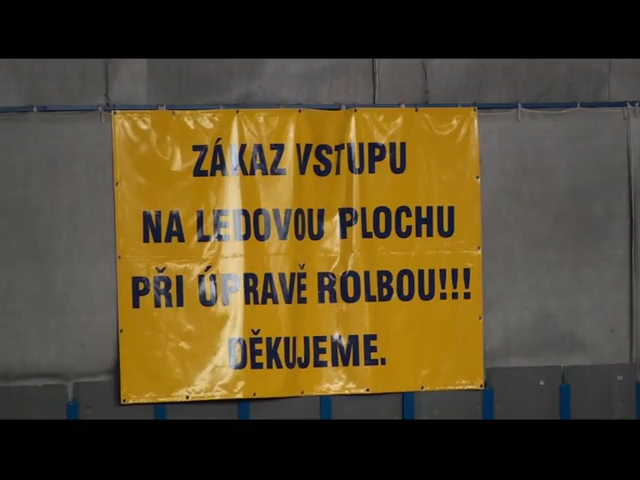 ZÁKAZ VSTUPU
NA LEDOVOU PLOCHU
PŘI ÚPRAVĚ ROLBOU!!!
DĚKUJEME.